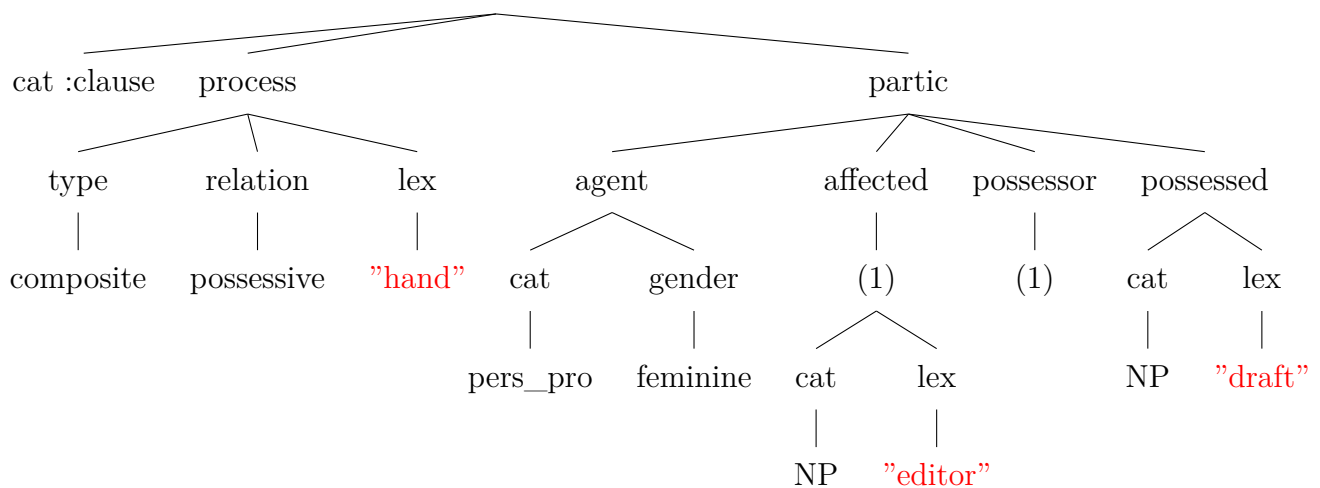 cat :clause process partic
type relation lex agent affected possessor possessed
composite possessive ”hand” cat gender (1) (1) cat lex
pers_pro feminine cat lex NP ”draft”
NP ”editor”